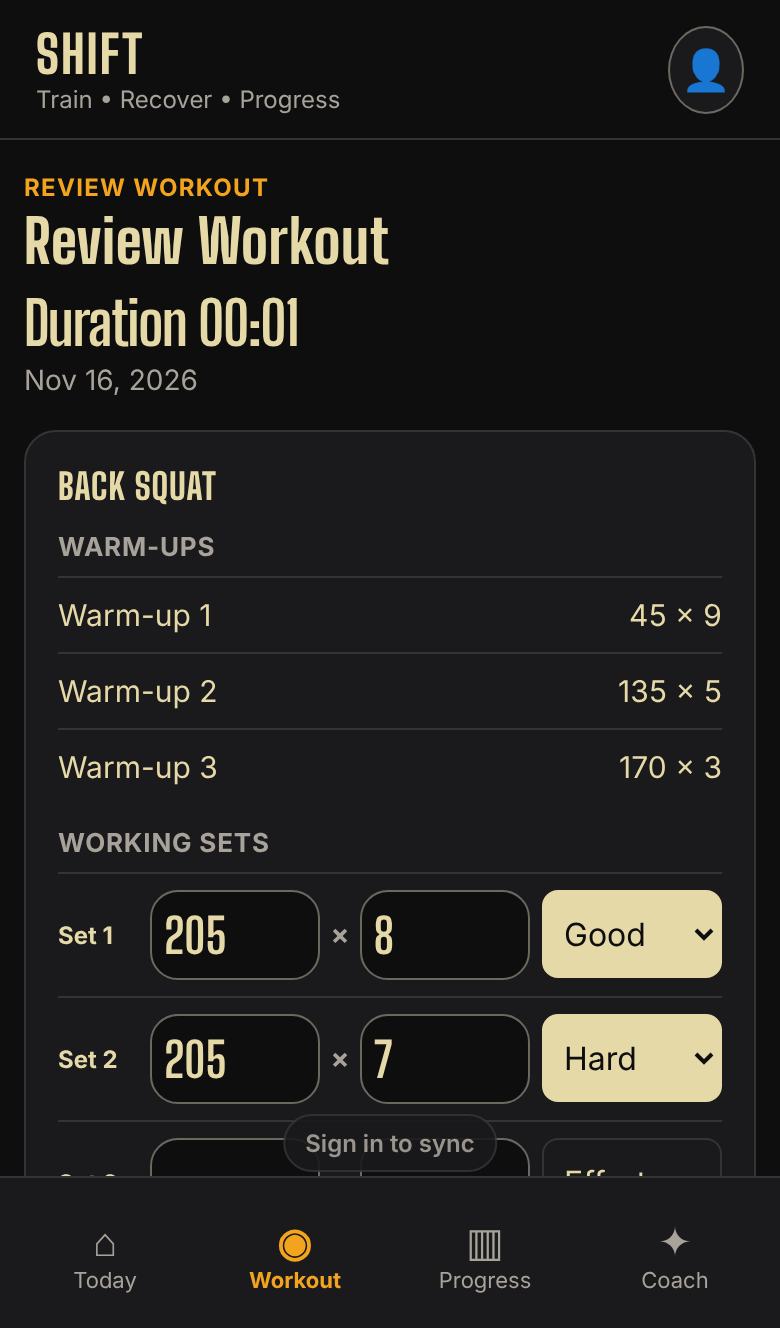 SHIFT
Train • Recover • Progress
REVIEW WORKOUT
Review Workout
Duration 00:01
Nov 16, 2026
BACK SQUAT
WARM-UPS
Warm-up 1 45 × 9
Warm-up 2 135 × 5
Warm-up 3 170 × 3
WORKING SETS
Set 1 205 × 8 Good
Set 2 205 × 7 Hard
Sign in to sync
Today Workout Progress Coach